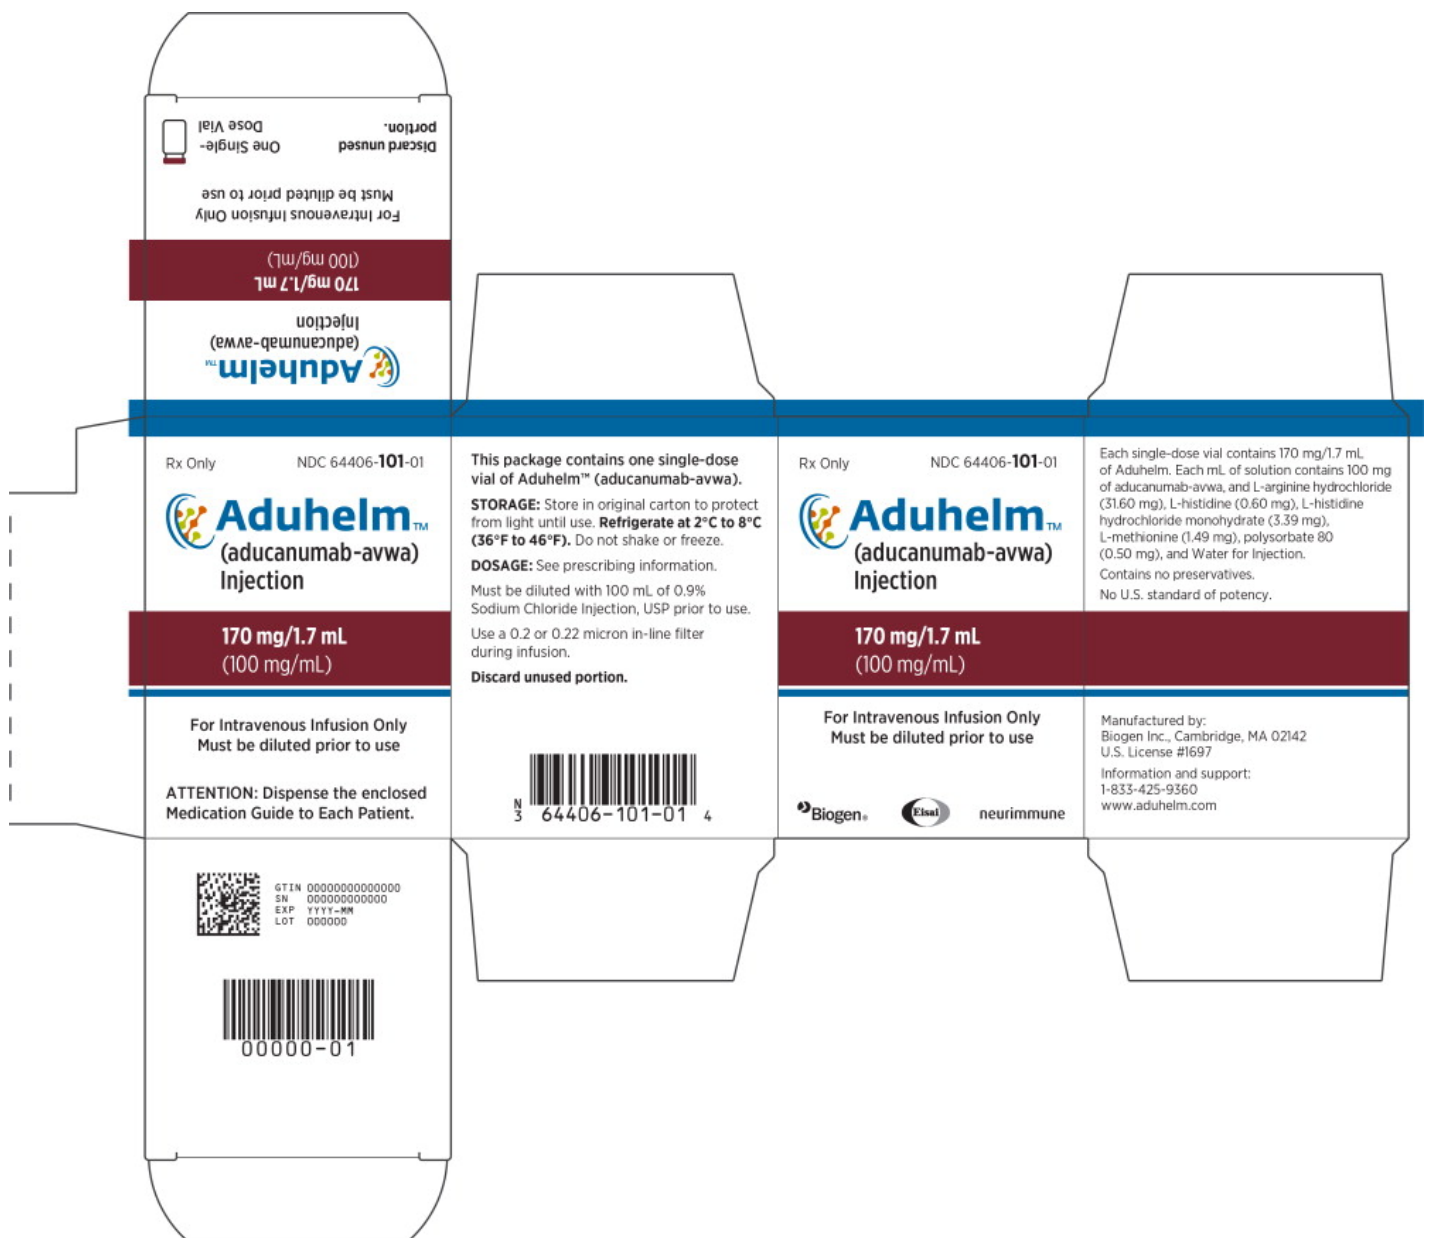 One Single-
Dose Vial
Discard unused
portion.
For Intravenous Infusion Only
Must be diluted prior to use
170 mg/1.7 mL
(100 mg/mL)
Aduhelm™
(aducanumab-avwa)
Injection
Rx Only NDC 64406-101-01
Aduhelm™
(aducanumab-avwa)
Injection
170 mg/1.7 mL
(100 mg/mL)
For Intravenous Infusion Only
Must be diluted prior to use
ATTENTION: Dispense the enclosed
Medication Guide to Each Patient.
This package contains one single-dose
vial of Aduhelm™ (aducanumab-avwa).
STORAGE: Store in original carton to protect
from light until use. Refrigerate at 2°C to 8°C
(36°F to 46°F). Do not shake or freeze.
DOSAGE: See prescribing information.
Must be diluted with 100 mL of 0.9%
Sodium Chloride Injection, USP prior to use.
Use a 0.2 or 0.22 micron in-line filter
during infusion.
Discard unused portion.
N
3 64406-101-01 4
Rx Only NDC 64406-101-01
Aduhelm™
(aducanumab-avwa)
Injection
170 mg/1.7 mL
(100 mg/mL)
For Intravenous Infusion Only
Must be diluted prior to use
Biogen® Eisai neurimmune
Each single-dose vial contains 170 mg/1.7 mL
of Aduhelm. Each mL of solution contains 100 mg
of aducanumab-avwa, and L-arginine hydrochloride
(31.60 mg), L-histidine (0.60 mg), L-histidine
hydrochloride monohydrate (3.39 mg),
L-methionine (1.49 mg), polysorbate 80
(0.50 mg), and Water for Injection.
Contains no preservatives.
No U.S. standard of potency.
Manufactured by:
Biogen Inc., Cambridge, MA 02142
U.S. License #1697
Information and support:
1-833-425-9360
www.aduhelm.com
GTIN 00000000000000
SN 000000000000
EXP YYYY-MM
LOT 000000
00000-01